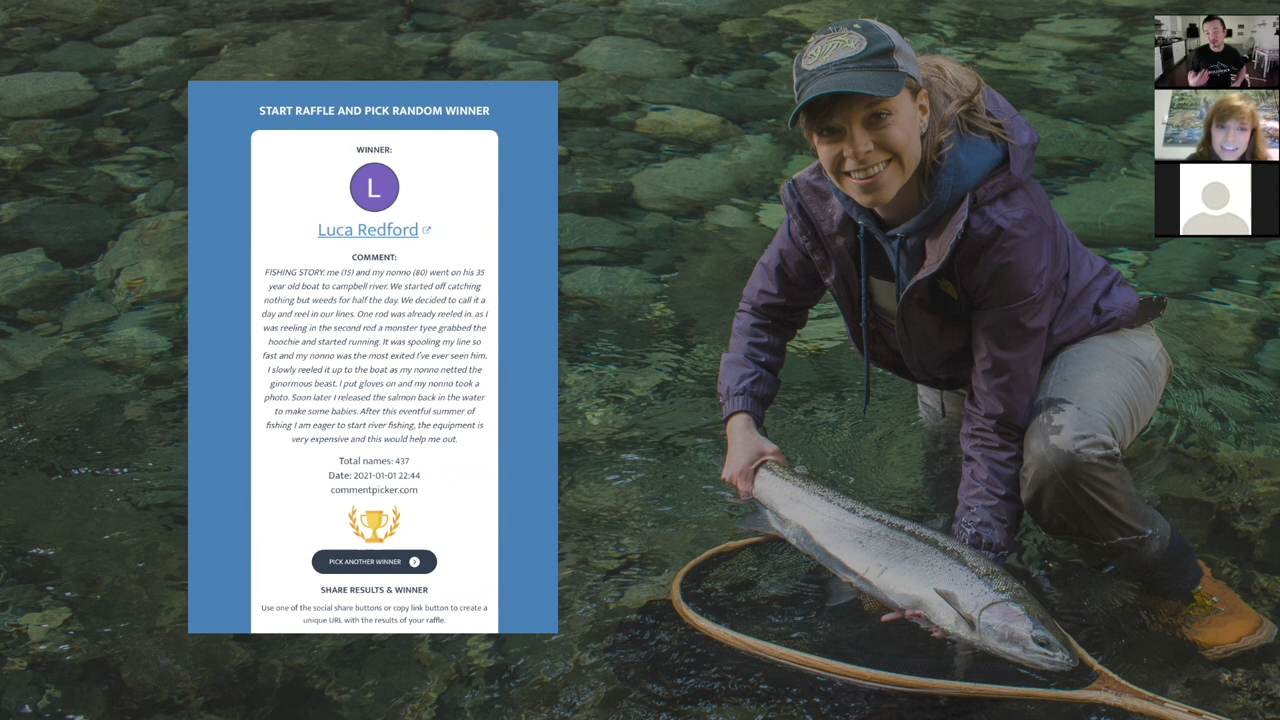 START RAFFLE AND PICK RANDOM WINNER
WINNER:
L
Luca Redford
COMMENT:
FISHING STORY: me (15) and my nonno (80) went on his 35
year old boat to campbell river. We started off catching
nothing but weeds for half the day. We decided to call it a
day and reel in our lines. One rod was already reeled in. as I
was reeling in the second rod a monster tyee grabbed the
hoochie and started running. It was spooling my line so
fast and my nonno was the most exited I've ever seen him.
I slowly reeled it up to the boat as my nonno netted the
ginormous beast. I put gloves on and my nonno took a
photo. Soon later I released the salmon back in the water
to make some babies. After this eventful summer of
fishing I am eager to start river fishing, the equipment is
very expensive and this would help me out.
Total names: 437
Date: 2021-01-01 22:44
commentpicker.com
PICK ANOTHER WINNER
SHARE RESULTS & WINNER
Use one of the social share buttons or copy link button to create a
unique URL with the results of your raffle.